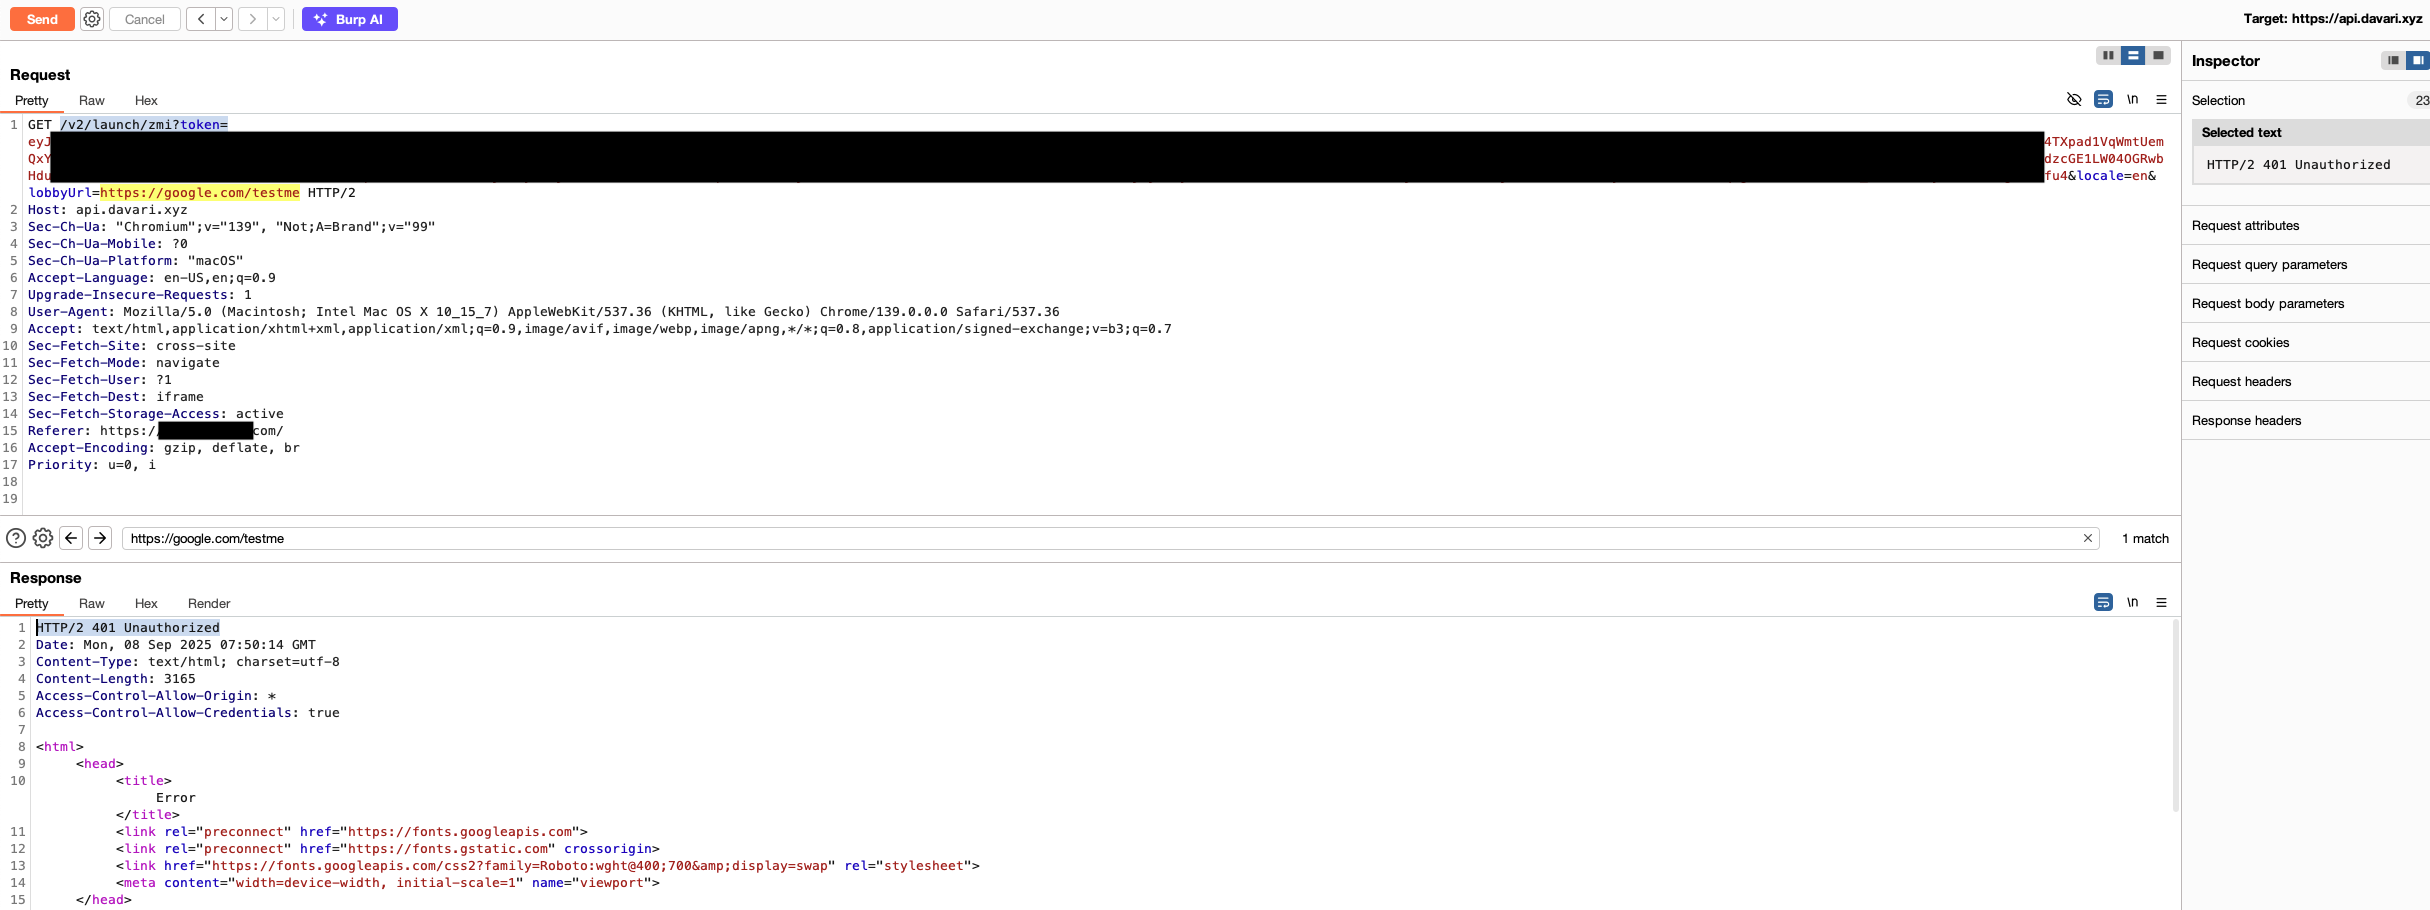 Send Cancel Burp AI Target: https://api.davari.xyz
Request
Pretty Raw Hex \n
1 GET /v2/launch/zmi?token=
eyJ 4TXpad1VqWmtUem
QxY dzcGE1LW04OGRwb
Hdu fu4&locale=en&
lobbyUrl=https://google.com/testme HTTP/2
2 Host: api.davari.xyz
3 Sec-Ch-Ua: "Chromium";v="139", "Not;A=Brand";v="99"
4 Sec-Ch-Ua-Mobile: ?0
5 Sec-Ch-Ua-Platform: "macOS"
6 Accept-Language: en-US,en;q=0.9
7 Upgrade-Insecure-Requests: 1
8 User-Agent: Mozilla/5.0 (Macintosh; Intel Mac OS X 10_15_7) AppleWebKit/537.36 (KHTML, like Gecko) Chrome/139.0.0.0 Safari/537.36
9 Accept: text/html,application/xhtml+xml,application/xml;q=0.9,image/avif,image/webp,image/apng,*/*;q=0.8,application/signed-exchange;v=b3;q=0.7
10 Sec-Fetch-Site: cross-site
11 Sec-Fetch-Mode: navigate
12 Sec-Fetch-User: ?1
13 Sec-Fetch-Dest: iframe
14 Sec-Fetch-Storage-Access: active
15 Referer: https:/ com/
16 Accept-Encoding: gzip, deflate, br
17 Priority: u=0, i
18
19
https://google.com/testme 1 match
Response
Pretty Raw Hex Render \n
1 HTTP/2 401 Unauthorized
2 Date: Mon, 08 Sep 2025 07:50:14 GMT
3 Content-Type: text/html; charset=utf-8
4 Content-Length: 3165
5 Access-Control-Allow-Origin: *
6 Access-Control-Allow-Credentials: true
7
8 <html>
9 <head>
10 <title>
Error
</title>
11 <link rel="preconnect" href="https://fonts.googleapis.com">
12 <link rel="preconnect" href="https://fonts.gstatic.com" crossorigin>
13 <link href="https://fonts.googleapis.com/css2?family=Roboto:wght@400;700&amp;display=swap" rel="stylesheet">
14 <meta content="width=device-width, initial-scale=1" name="viewport">
15 </head>
Inspector
Selection 23
Selected text
HTTP/2 401 Unauthorized
Request attributes
Request query parameters
Request body parameters
Request cookies
Request headers
Response headers